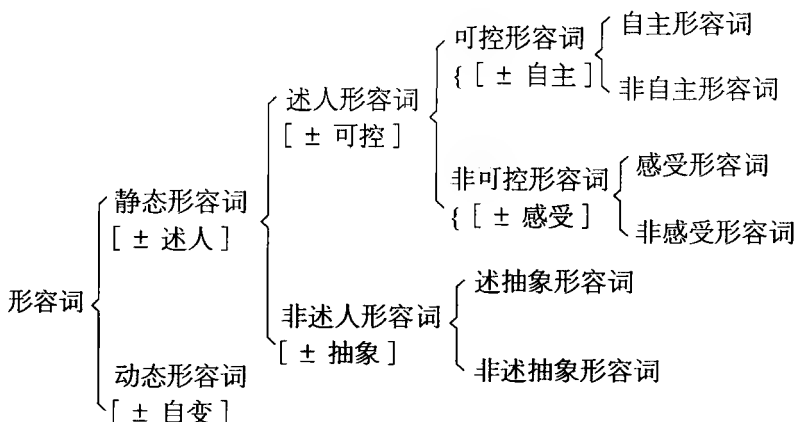 自主形容词
可控形容词
{ [ ± 自主 ]
非自主形容词
述人形容词
[ ± 可控 ]
感受形容词
非可控形容词
{ [ ± 感受 ]
非感受形容词
静态形容词
[ ± 述人 ]
述抽象形容词
形容词
非述人形容词
[ ± 抽象 ]
非述抽象形容词
动态形容词
[ ± 自变 ]